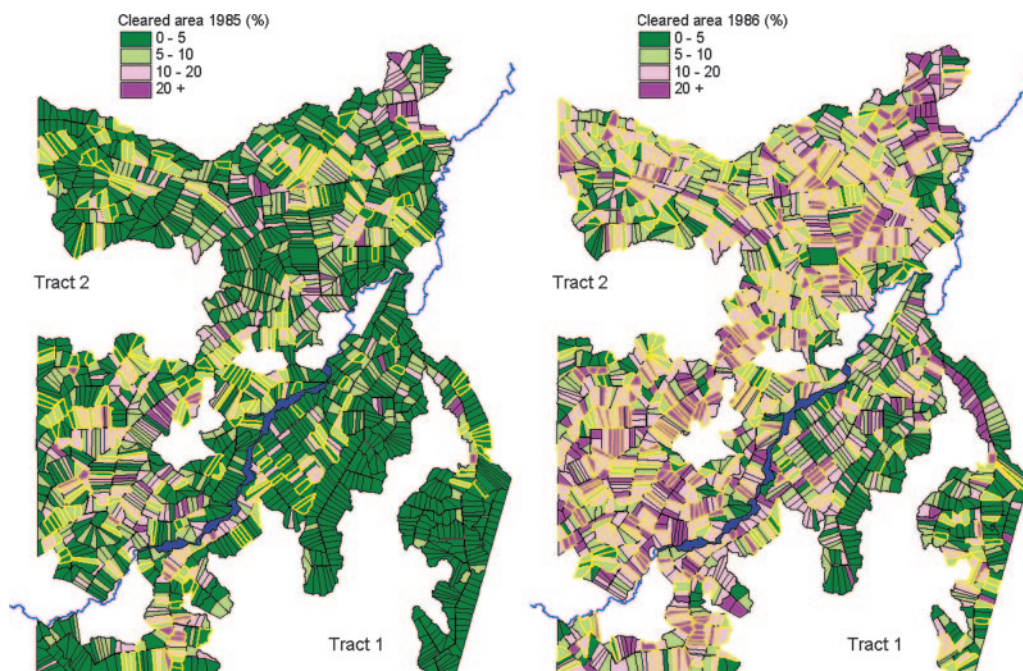 Cleared area 1985 (%)
0 - 5
5 - 10
10 - 20
20 +
Tract 2
Tract 1
Cleared area 1986 (%)
0 - 5
5 - 10
10 - 20
20 +
Tract 2
Tract 1